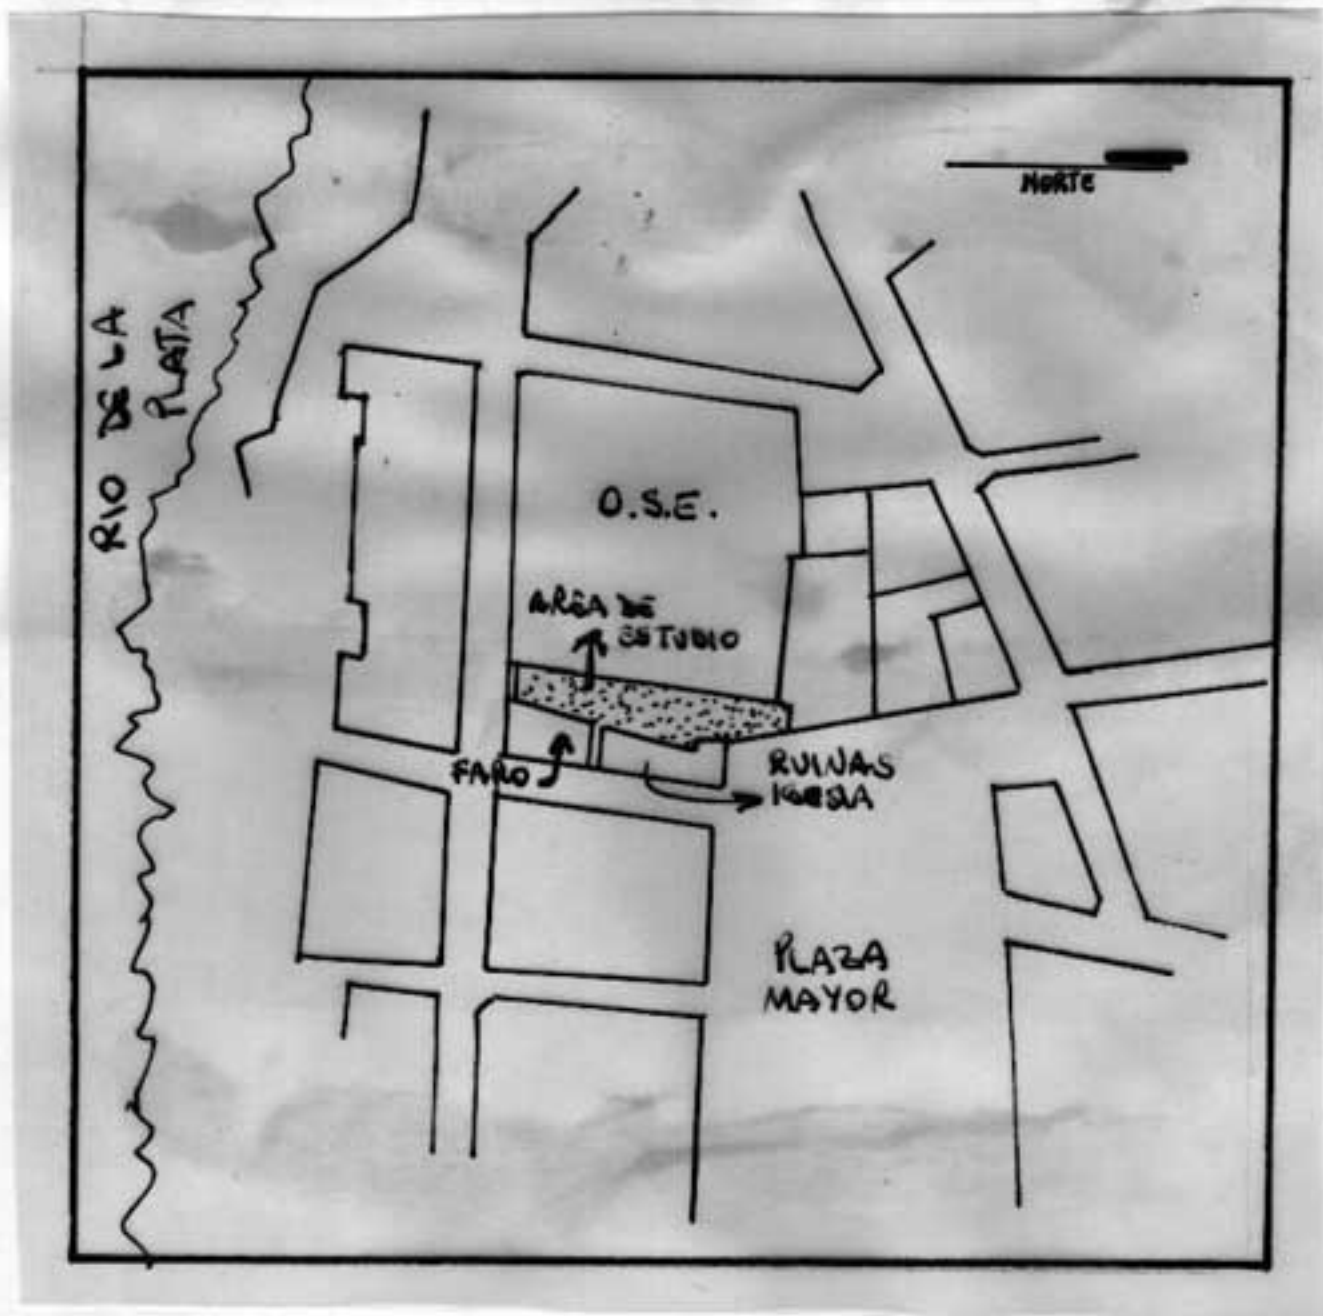 NORTE
RIO DE LA
PLATA
O.S.E.
AREA DE
ESTUDIO
FARO
RUINAS
IGLESIA
PLAZA
MAYOR